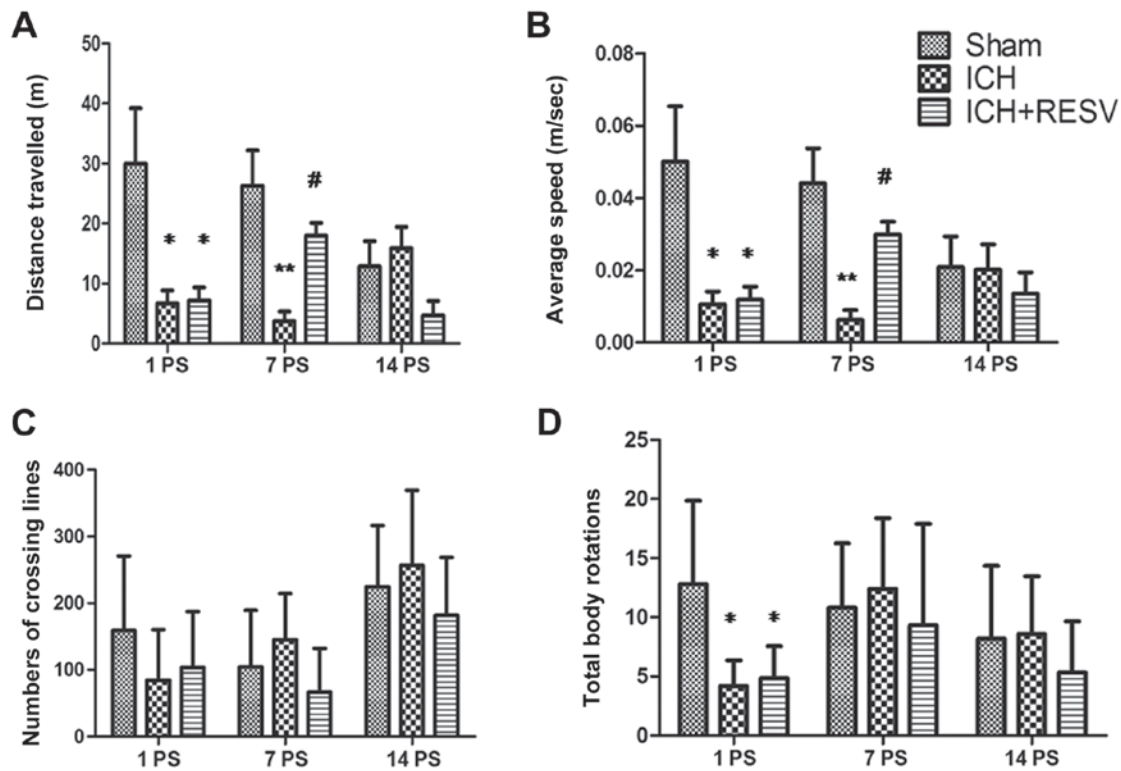 A
Distance travelled (m)
50
40
30
20
10
0
* *
**
#
1 PS 7 PS 14 PS
B
Average speed (m/sec)
0.08
0.06
0.04
0.02
0.00
* *
**
#
1 PS 7 PS 14 PS
Sham
ICH
ICH+RESV
C
Numbers of crossing lines
400
300
200
100
0
1 PS 7 PS 14 PS
D
Total body rotations
25
20
15
10
5
0
* *
1 PS 7 PS 14 PS